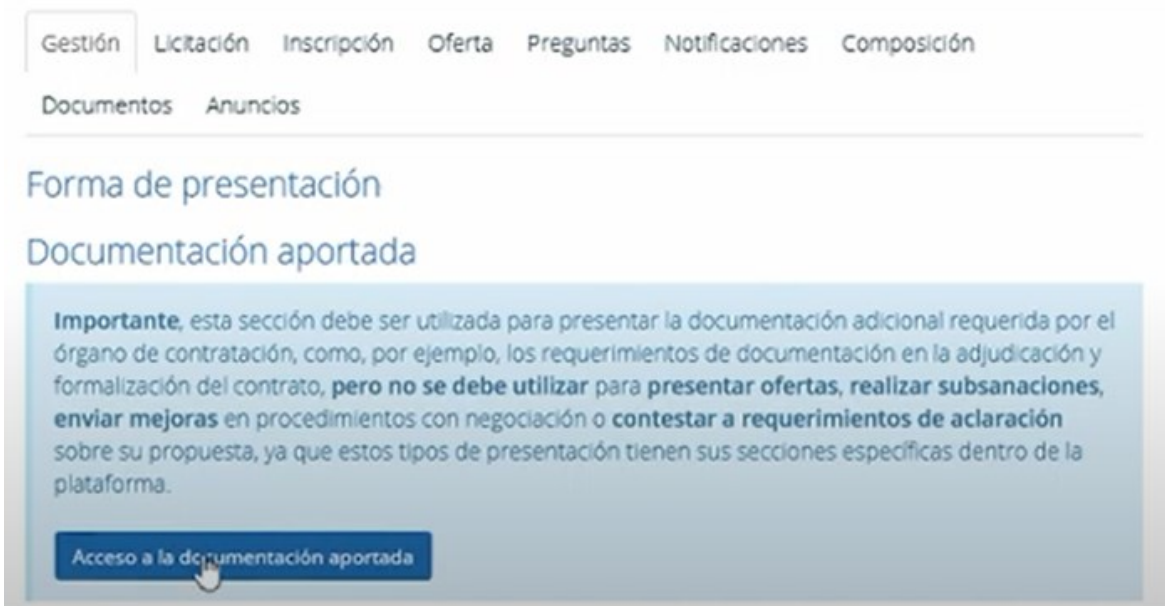 Gestión Licitación Inscripción Oferta Preguntas Notificaciones Composición
Documentos Anuncios
Forma de presentación
Documentación aportada
Importante, esta sección debe ser utilizada para presentar la documentación adicional requerida por el
órgano de contratación, como, por ejemplo, los requerimientos de documentación en la adjudicación y
formalización del contrato, pero no se debe utilizar para presentar ofertas, realizar subsanaciones,
enviar mejoras en procedimientos con negociación o contestar a requerimientos de aclaración
sobre su propuesta, ya que estos tipos de presentación tienen sus secciones específicas dentro de la
plataforma.
Acceso a la documentación aportada